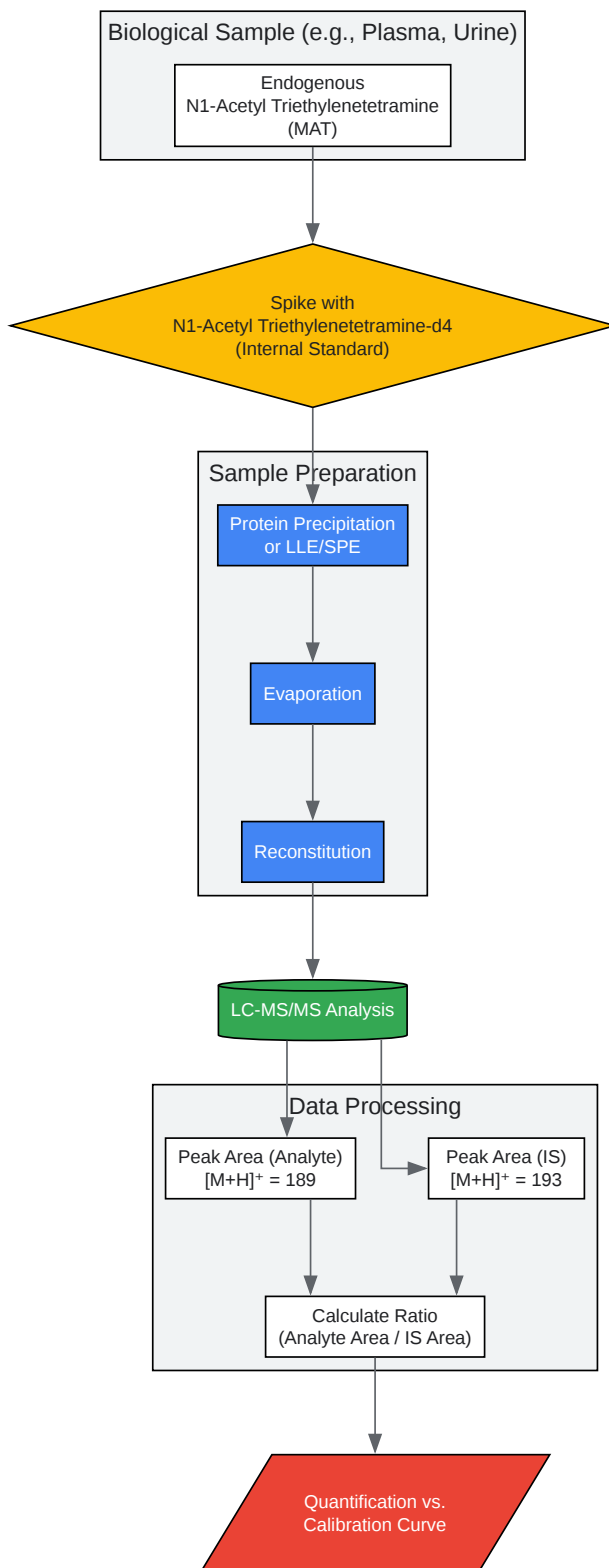 Biological Sample (e.g., Plasma, Urine)
Endogenous
N1-Acetyl Triethylenetetramine
(MAT)
Spike with
N1-Acetyl Triethylenetetramine-d4
(Internal Standard)
Sample Preparation
Protein Precipitation
or LLE/SPE
Evaporation
Reconstitution
LC-MS/MS Analysis
Data Processing
Peak Area (Analyte)
[M+H]⁺ = 189
Peak Area (IS)
[M+H]⁺ = 193
Calculate Ratio
(Analyte Area / IS Area)
Quantification vs.
Calibration Curve